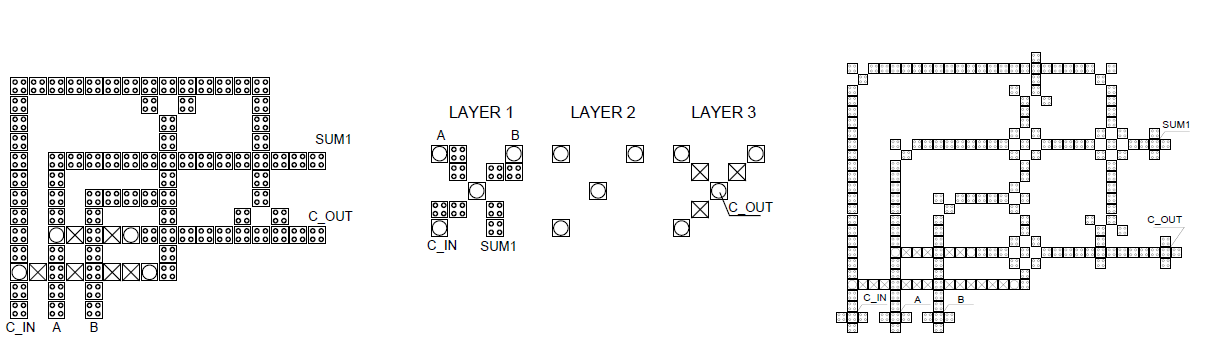 SUM1
C_OUT
C_IN A B
LAYER 1 LAYER 2 LAYER 3
A B
C_OUT
C_IN SUM1
SUM1
C_OUT
C_IN A B